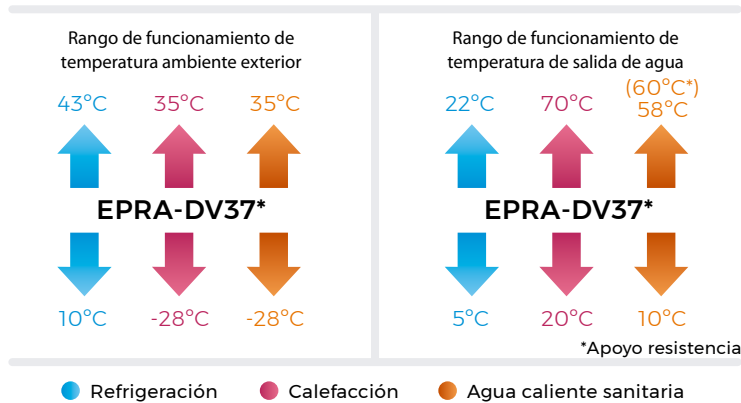 Rango de funcionamiento de
temperatura ambiente exterior
43°C 35°C 35°C
EPRA-DV37*
10°C -28°C -28°C
Rango de funcionamiento de
temperatura de salida de agua
(60°C*)
22°C 70°C 58°C
EPRA-DV37*
5°C 20°C 10°C
*Apoyo resistencia
Refrigeración Calefacción Agua caliente sanitaria